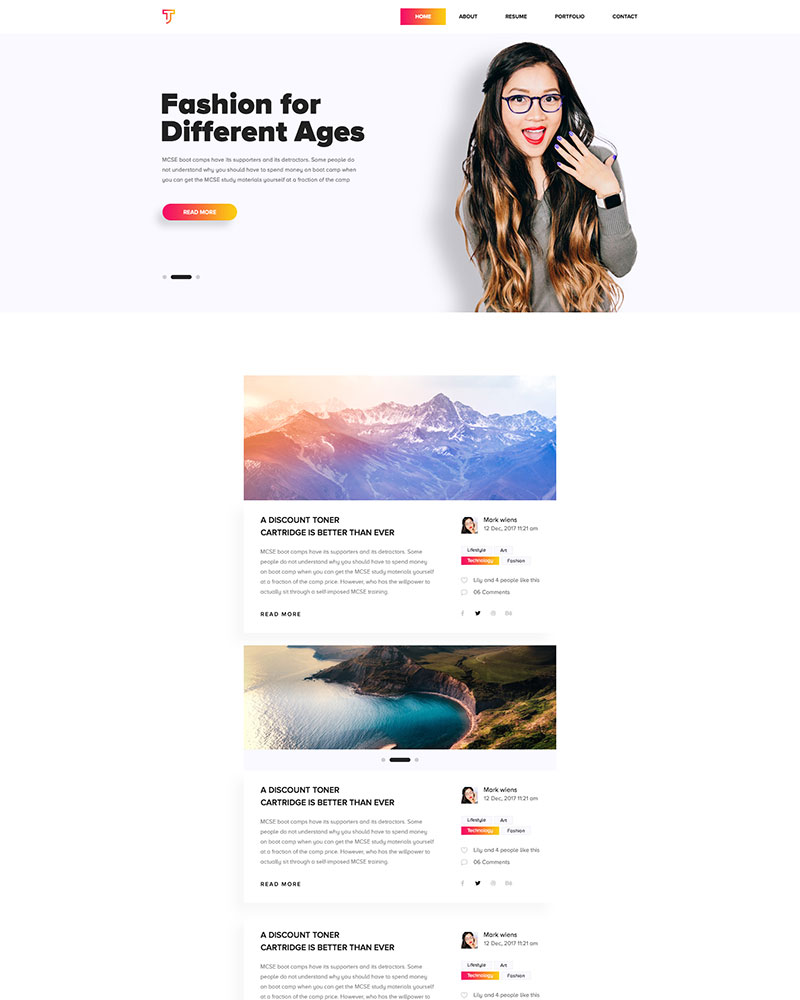 HOME ABOUT RESUME PORTFOLIO CONTACT
Fashion for
Different Ages
MCSE boot camps have its supporters and its detractors. Some people do
not understand why you should have to spend money on boot camp when
you can get the MCSE study materials yourself at a fraction of the camp
READ MORE
A DISCOUNT TONER
CARTRIDGE IS BETTER THAN EVER
MCSE boot camps have its supporters and its detractors. Some
people do not understand why you should have to spend money
on boot camp when you can get the MCSE study materials yourself
at a fraction of the camp price. However, who has the willpower to
actually sit through a self-imposed MCSE training.
READ MORE
Mark wiens
12 Dec, 2017 11:21 am
Lifestyle Art
Technology Fashion
Lily and 4 people like this
06 Comments
A DISCOUNT TONER
CARTRIDGE IS BETTER THAN EVER
MCSE boot camps have its supporters and its detractors. Some
people do not understand why you should have to spend money
on boot camp when you can get the MCSE study materials yourself
at a fraction of the camp price. However, who has the willpower to
actually sit through a self-imposed MCSE training.
READ MORE
Mark wiens
12 Dec, 2017 11:21 am
Lifestyle Art
Technology Fashion
Lily and 4 people like this
06 Comments
A DISCOUNT TONER
CARTRIDGE IS BETTER THAN EVER
MCSE boot camps have its supporters and its detractors. Some
people do not understand why you should have to spend money
on boot camp when you can get the MCSE study materials yourself
Mark wiens
12 Dec, 2017 11:21 am
Lifestyle Art
Technology Fashion
Lily and 4 people like this